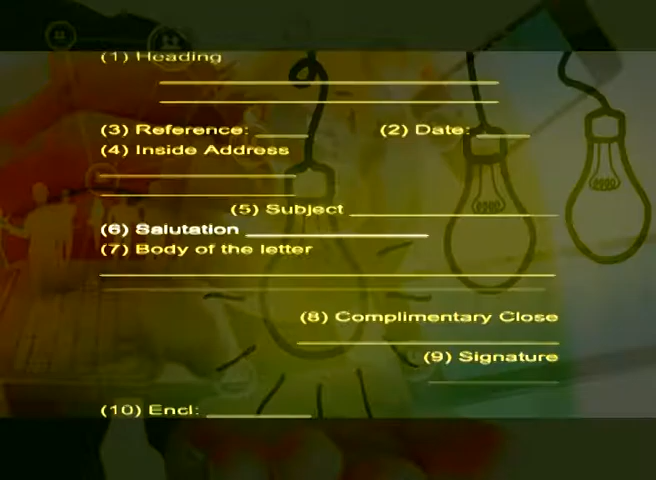 (1) Heading
(3) Reference: (2) Date:
(4) Inside Address
(5) Subject
(6) Salutation
(7) Body of the letter
(8) Complimentary Close
(9) Signature
(10) Encl: